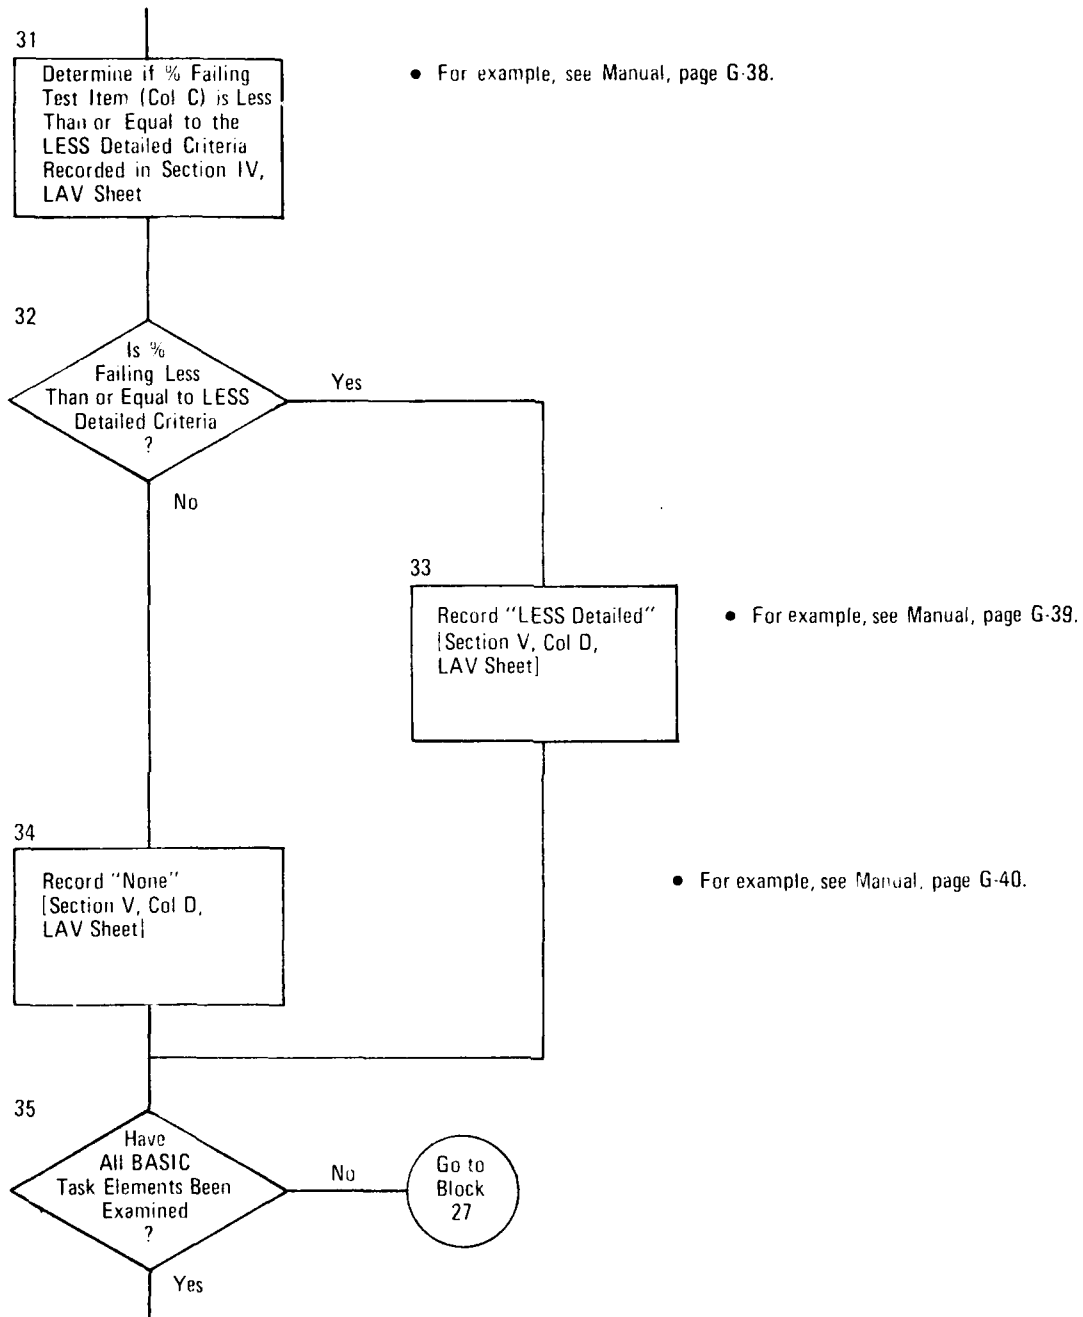 31
Determine if % Failing
Test Item (Col C) is Less
Than or Equal to the
LESS Detailed Criteria
Recorded in Section IV,
LAV Sheet
• For example, see Manual, page G-38.
32
Is %
Failing Less
Than or Equal to LESS
Detailed Criteria
?
Yes
No
33
Record "LESS Detailed"
[Section V, Col D,
LAV Sheet]
• For example, see Manual, page G-39.
34
Record "None"
[Section V, Col D,
LAV Sheet]
• For example, see Manual, page G-40.
35
Have
All BASIC
Task Elements Been
Examined
?
No
Go to
Block
27
Yes